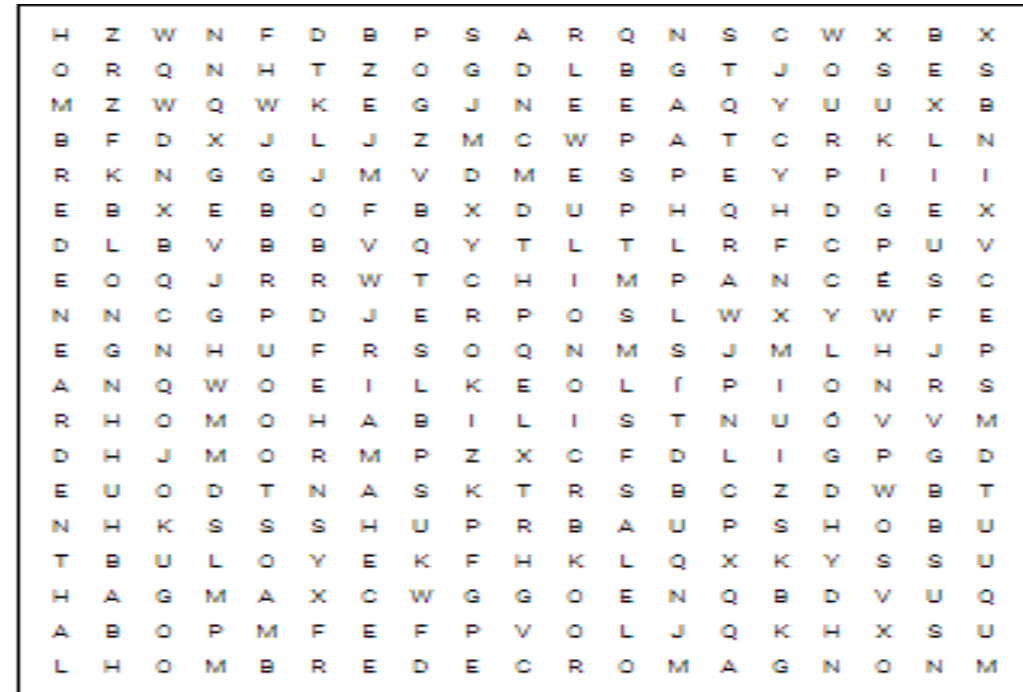 H Z W N F D B P S A R Q N S C W X B X
O R Q N H T Z O G D L B G T J O S E S
M Z W Q W K E G J N E E A Q Y U U X B
B F D X J L J Z M C W P A T C R K L N
R K N G G J M V D M E S P E Y P I I I
E B X E B O F B X D U P H Q H D G E X
D L B V B B V Q Y T L T L R F C P U V
E O Q J R R W T C H I M P A N C É S C
N N C G P D J E R P O S L W X Y W F E
E G N H U F R S O Q N M S J M L H J P
A N Q W O E I L K E O L Í P I O N R S
R H O M O H A B I L I S T N U Ó V V M
D H J M O R M P Z X C F D L I G P G D
E U O D T N A S K T R S B C Z D W B T
N H K S S S H U P R B A U P S H O B U
T B U L O Y E K F H K L Q X K Y S S U
H A G M A X C W G G O E N Q B D V U Q
A B O P M F E F P V O L J Q K H X S U
L H O M B R E D E C R O M A G N O N M